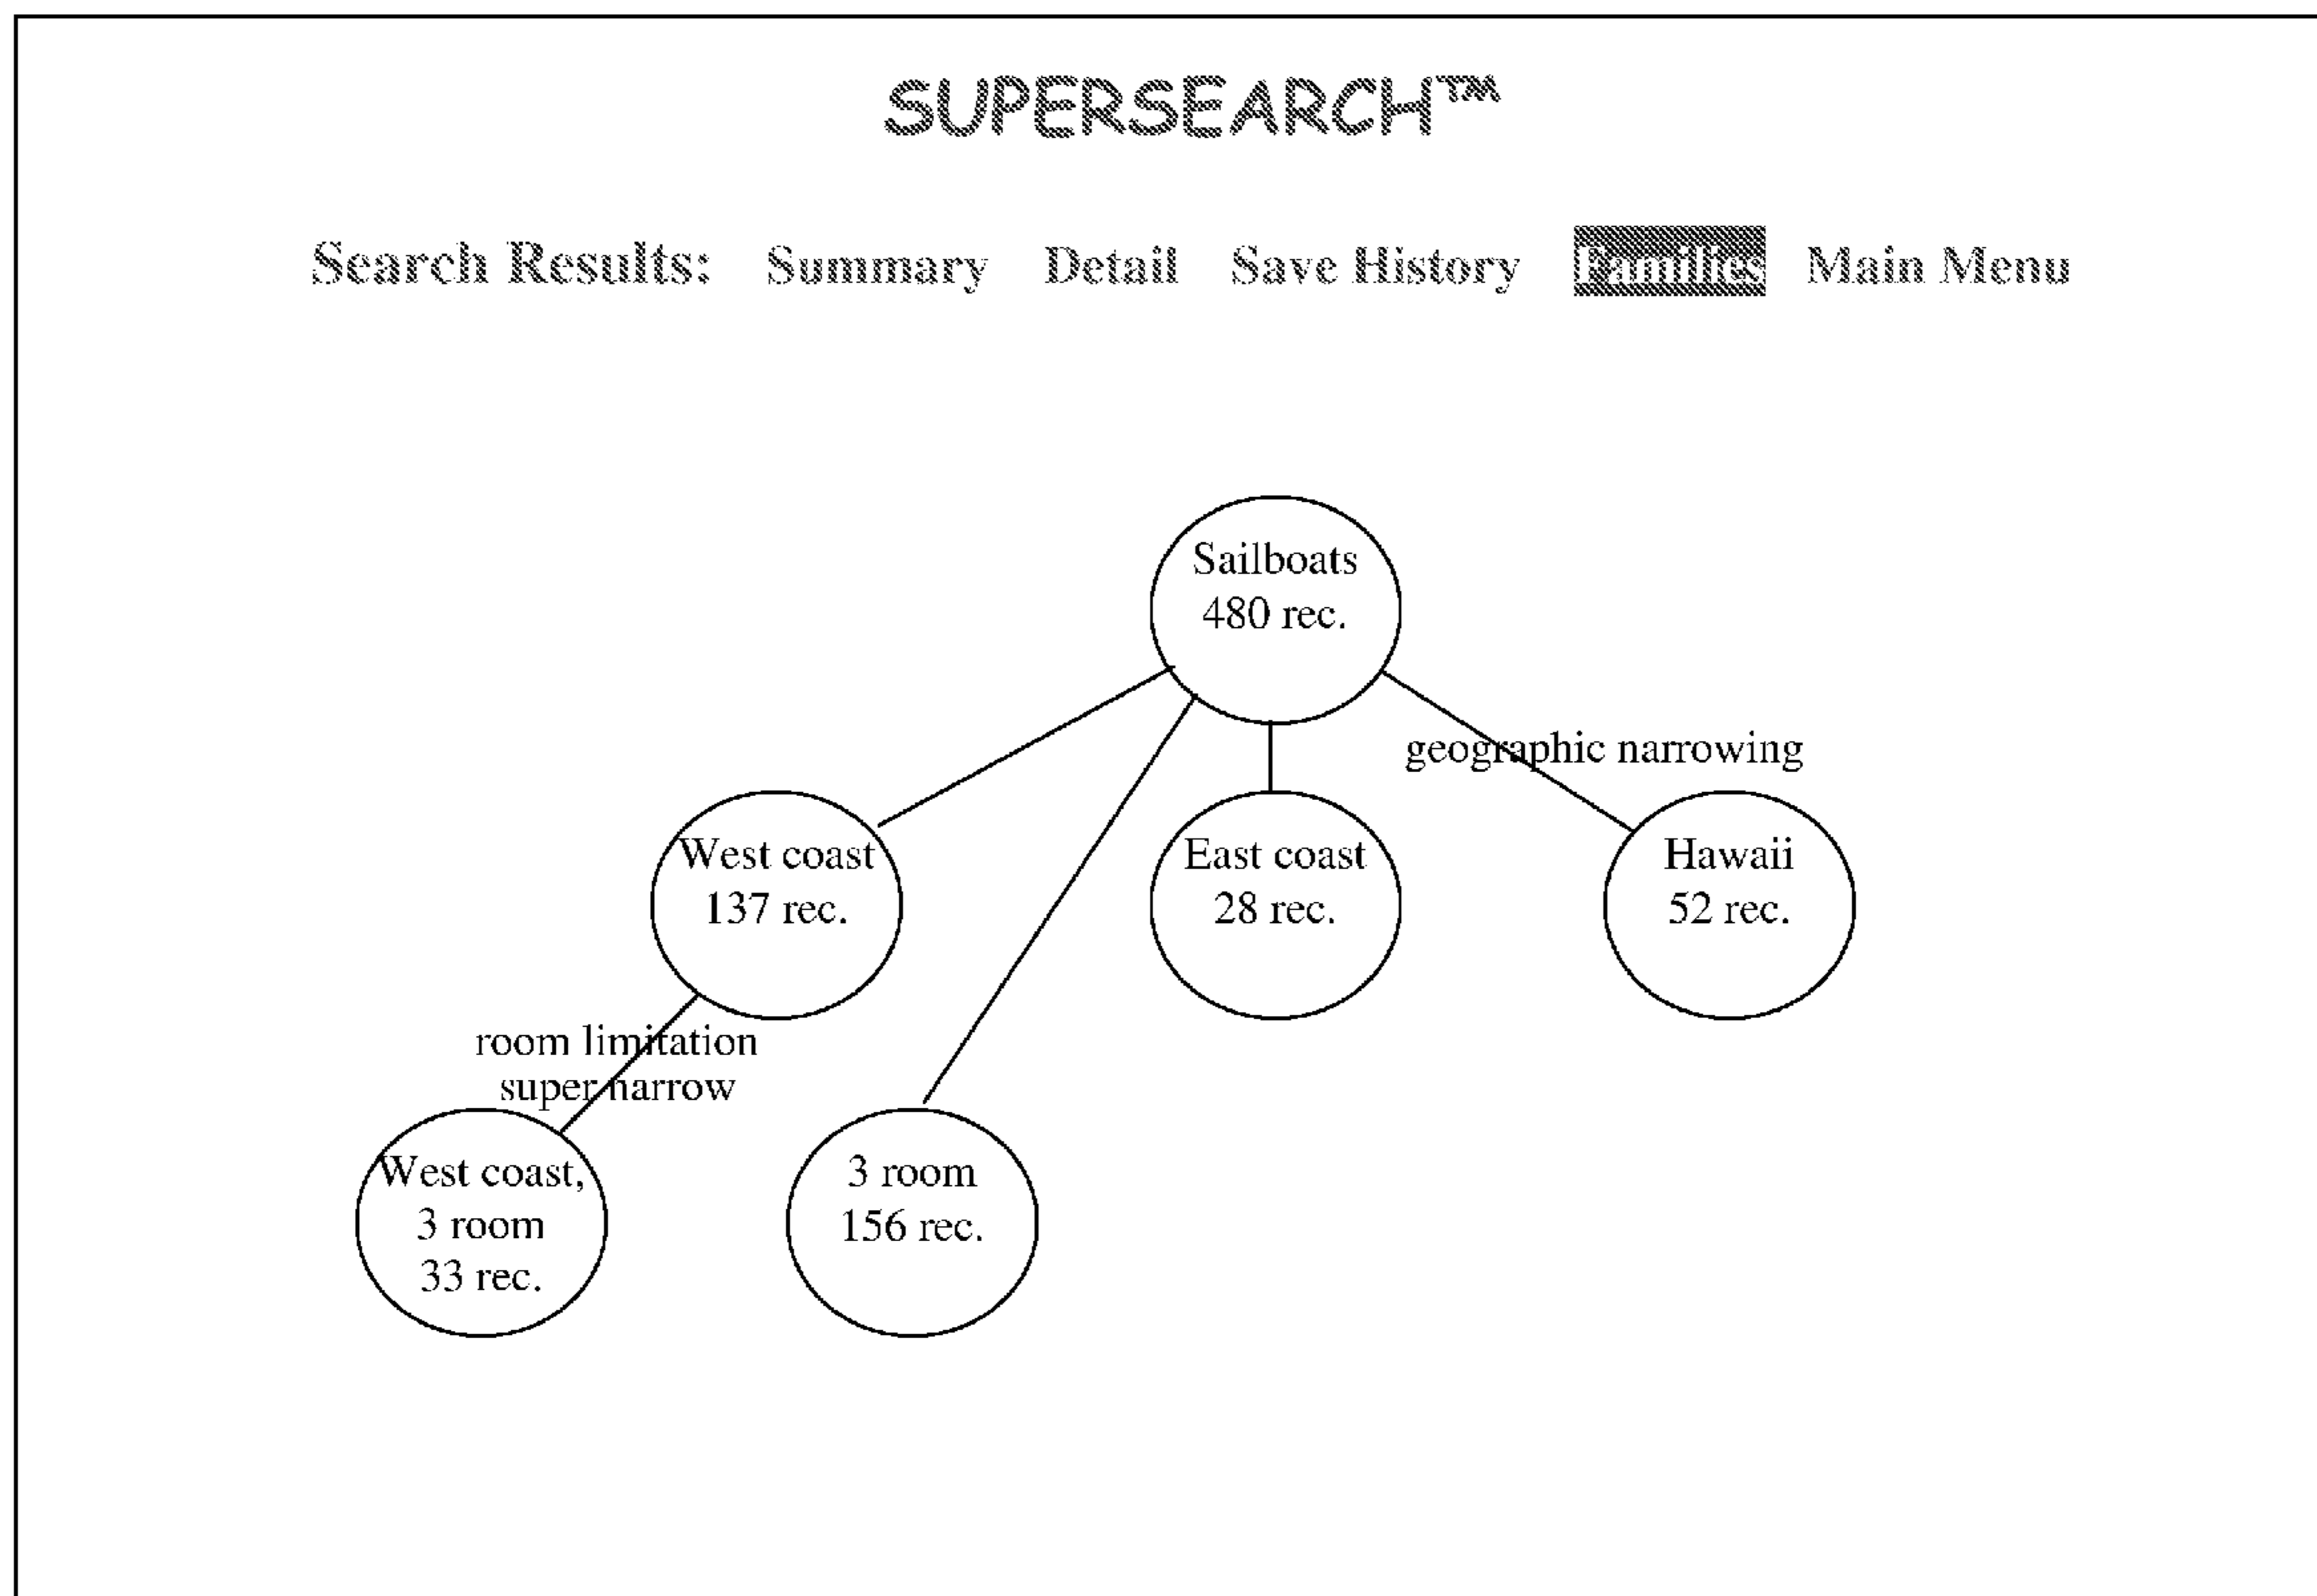 SUPERSEARCH™
Search Results: Summary Detail Save History Families Main Menu
Sailboats
480 rec.
geographic narrowing
West coast
137 rec.
East coast
28 rec.
Hawaii
52 rec.
room limitation
super narrow
West coast,
3 room
33 rec.
3 room
156 rec.